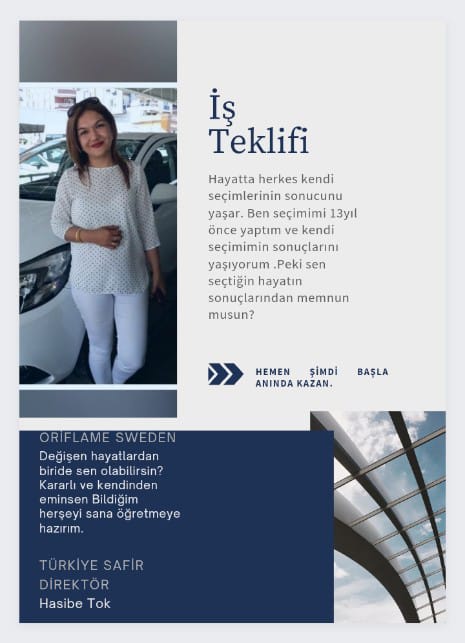 İş
Teklifi
Hayatta herkes kendi
seçimlerinin sonucunu
yaşar. Ben seçimimi 13yıl
önce yaptım ve kendi
seçimimin sonuçlarını
yaşıyorum .Peki sen
seçtiğin hayatın
sonuçlarından memnun
musun?
HEMEN ŞİMDİ BAŞLA
ANINDA KAZAN.
ORİFLAME SWEDEN
Değişen hayatlardan
biride sen olabilirsin?
Kararlı ve kendinden
eminsen Bildiğim
herşeyi sana öğretmeye
hazırım.
TÜRKİYE SAFİR
DİREKTÖR
Hasibe Tok